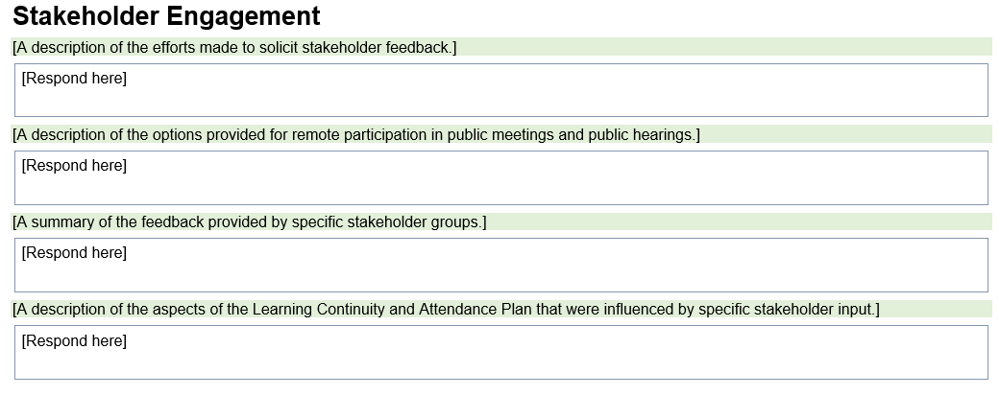 Stakeholder Engagement
[A description of the efforts made to solicit stakeholder feedback.]
[Respond here]
[A description of the options provided for remote participation in public meetings and public hearings.]
[Respond here]
[A summary of the feedback provided by specific stakeholder groups.]
[Respond here]
[A description of the aspects of the Learning Continuity and Attendance Plan that were influenced by specific stakeholder input.]
[Respond here]